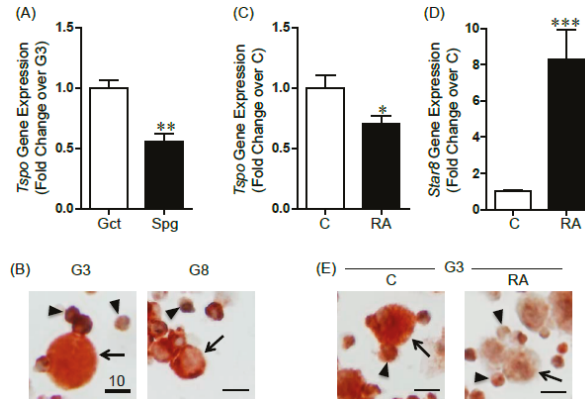 (A)
Tspo Gene Expression
(Fold Change over G3)
1.5
1.0
0.5
0.0
**
Gct
Spg
(C)
Tspo Gene Expression
(Fold Change over C)
1.5
1.0
0.5
0.0
*
C
RA
(D)
Star8 Gene Expression
(Fold Change over C)
10
8
6
4
2
0
***
C
RA
(B)
G3
G8
10
(E)
G3
C
RA